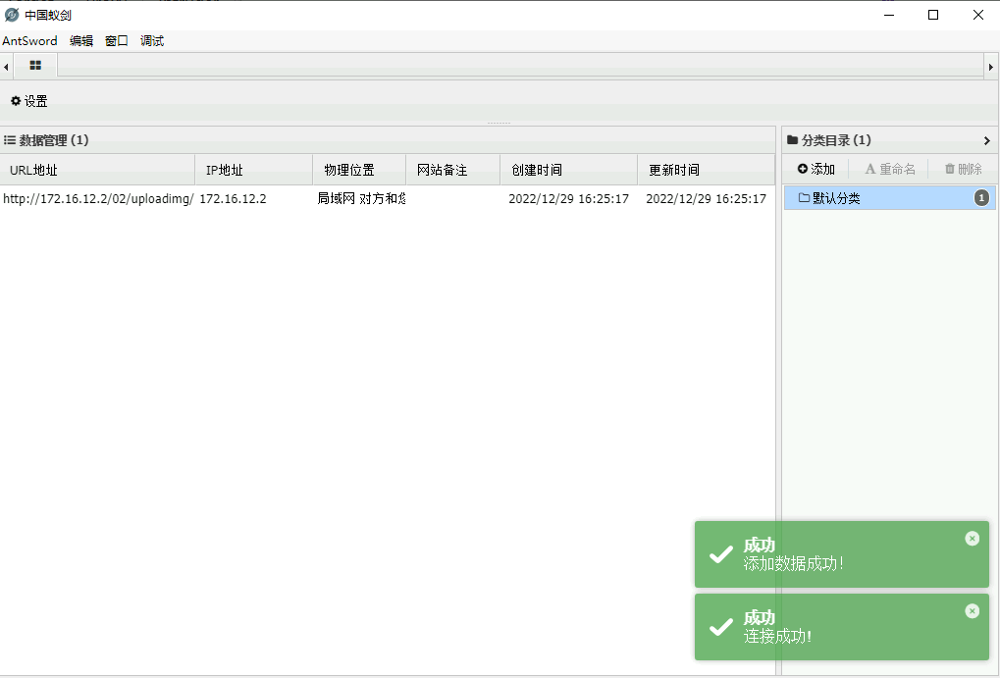 中国蚁剑
AntSword 编辑 窗口 调试
设置
数据管理 (1)
分类目录 (1)
URL地址 IP地址 物理位置 网站备注 创建时间 更新时间
添加 重命名 删除
http://172.16.12.2/02/uploadimg/ 172.16.12.2 局域网 对方和您 2022/12/29 16:25:17 2022/12/29 16:25:17
默认分类 1
成功
添加数据成功!
成功
连接成功!